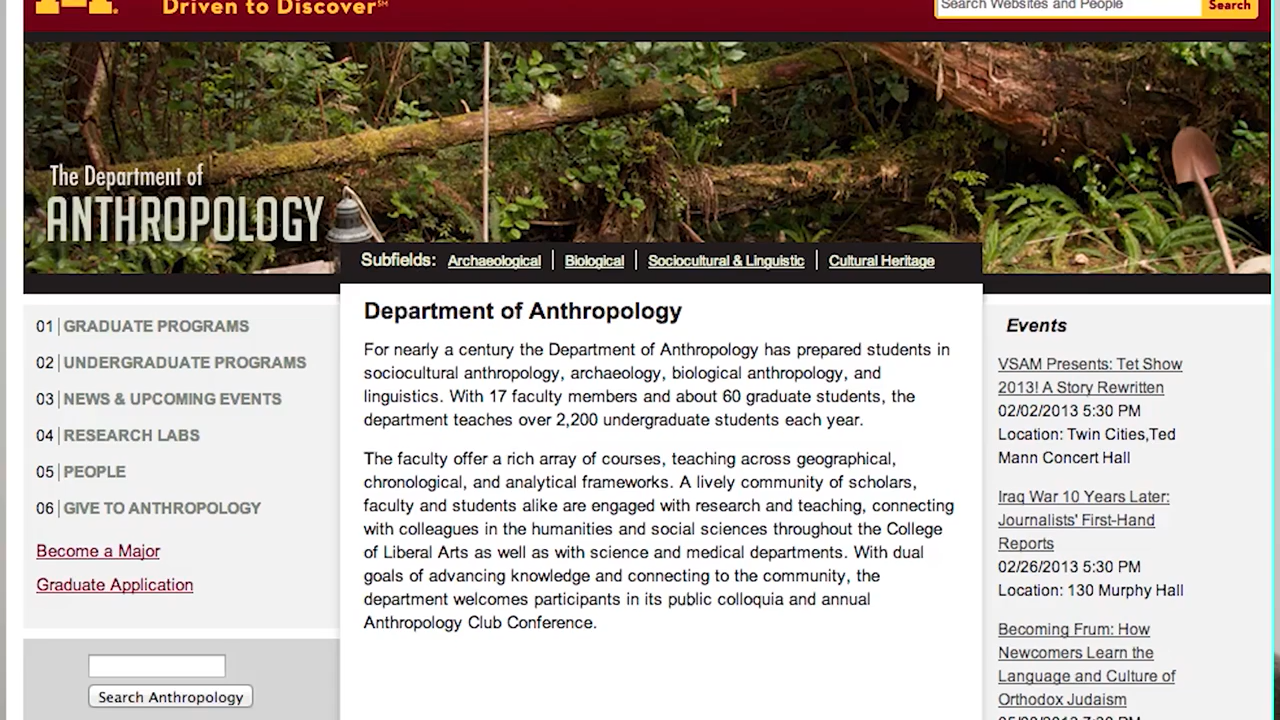 Driven to Discover℠
Search Websites and People
Search
The Department of
ANTHROPOLOGY
Subfields: Archaeological | Biological | Sociocultural & Linguistic | Cultural Heritage
01 | GRADUATE PROGRAMS
02 | UNDERGRADUATE PROGRAMS
03 | NEWS & UPCOMING EVENTS
04 | RESEARCH LABS
05 | PEOPLE
06 | GIVE TO ANTHROPOLOGY
Become a Major
Graduate Application
Search Anthropology
Department of Anthropology
For nearly a century the Department of Anthropology has prepared students in
sociocultural anthropology, archaeology, biological anthropology, and
linguistics. With 17 faculty members and about 60 graduate students, the
department teaches over 2,200 undergraduate students each year.
The faculty offer a rich array of courses, teaching across geographical,
chronological, and analytical frameworks. A lively community of scholars,
faculty and students alike are engaged with research and teaching, connecting
with colleagues in the humanities and social sciences throughout the College
of Liberal Arts as well as with science and medical departments. With dual
goals of advancing knowledge and connecting to the community, the
department welcomes participants in its public colloquia and annual
Anthropology Club Conference.
Events
VSAM Presents: Tet Show
2013! A Story Rewritten
02/02/2013 5:30 PM
Location: Twin Cities,Ted
Mann Concert Hall
Iraq War 10 Years Later:
Journalists' First-Hand
Reports
02/26/2013 5:30 PM
Location: 130 Murphy Hall
Becoming Frum: How
Newcomers Learn the
Language and Culture of
Orthodox Judaism